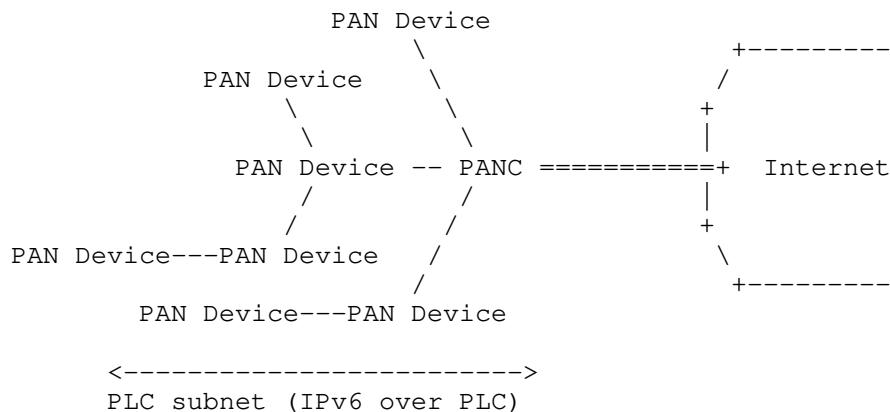 PAN Device
PAN Device
PAN Device -- PANC ===========+ Internet
PAN Device---PAN Device
PAN Device---PAN Device
<------------------------->
PLC subnet (IPv6 over PLC)